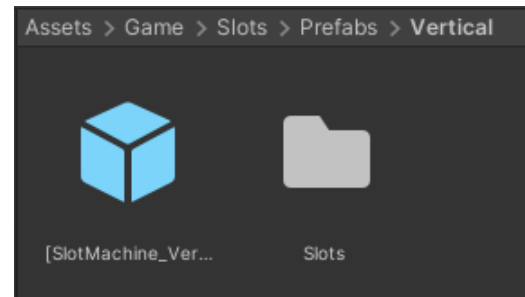 Assets > Game > Slots > Prefabs > Vertical
[SlotMachine_Ver... Slots